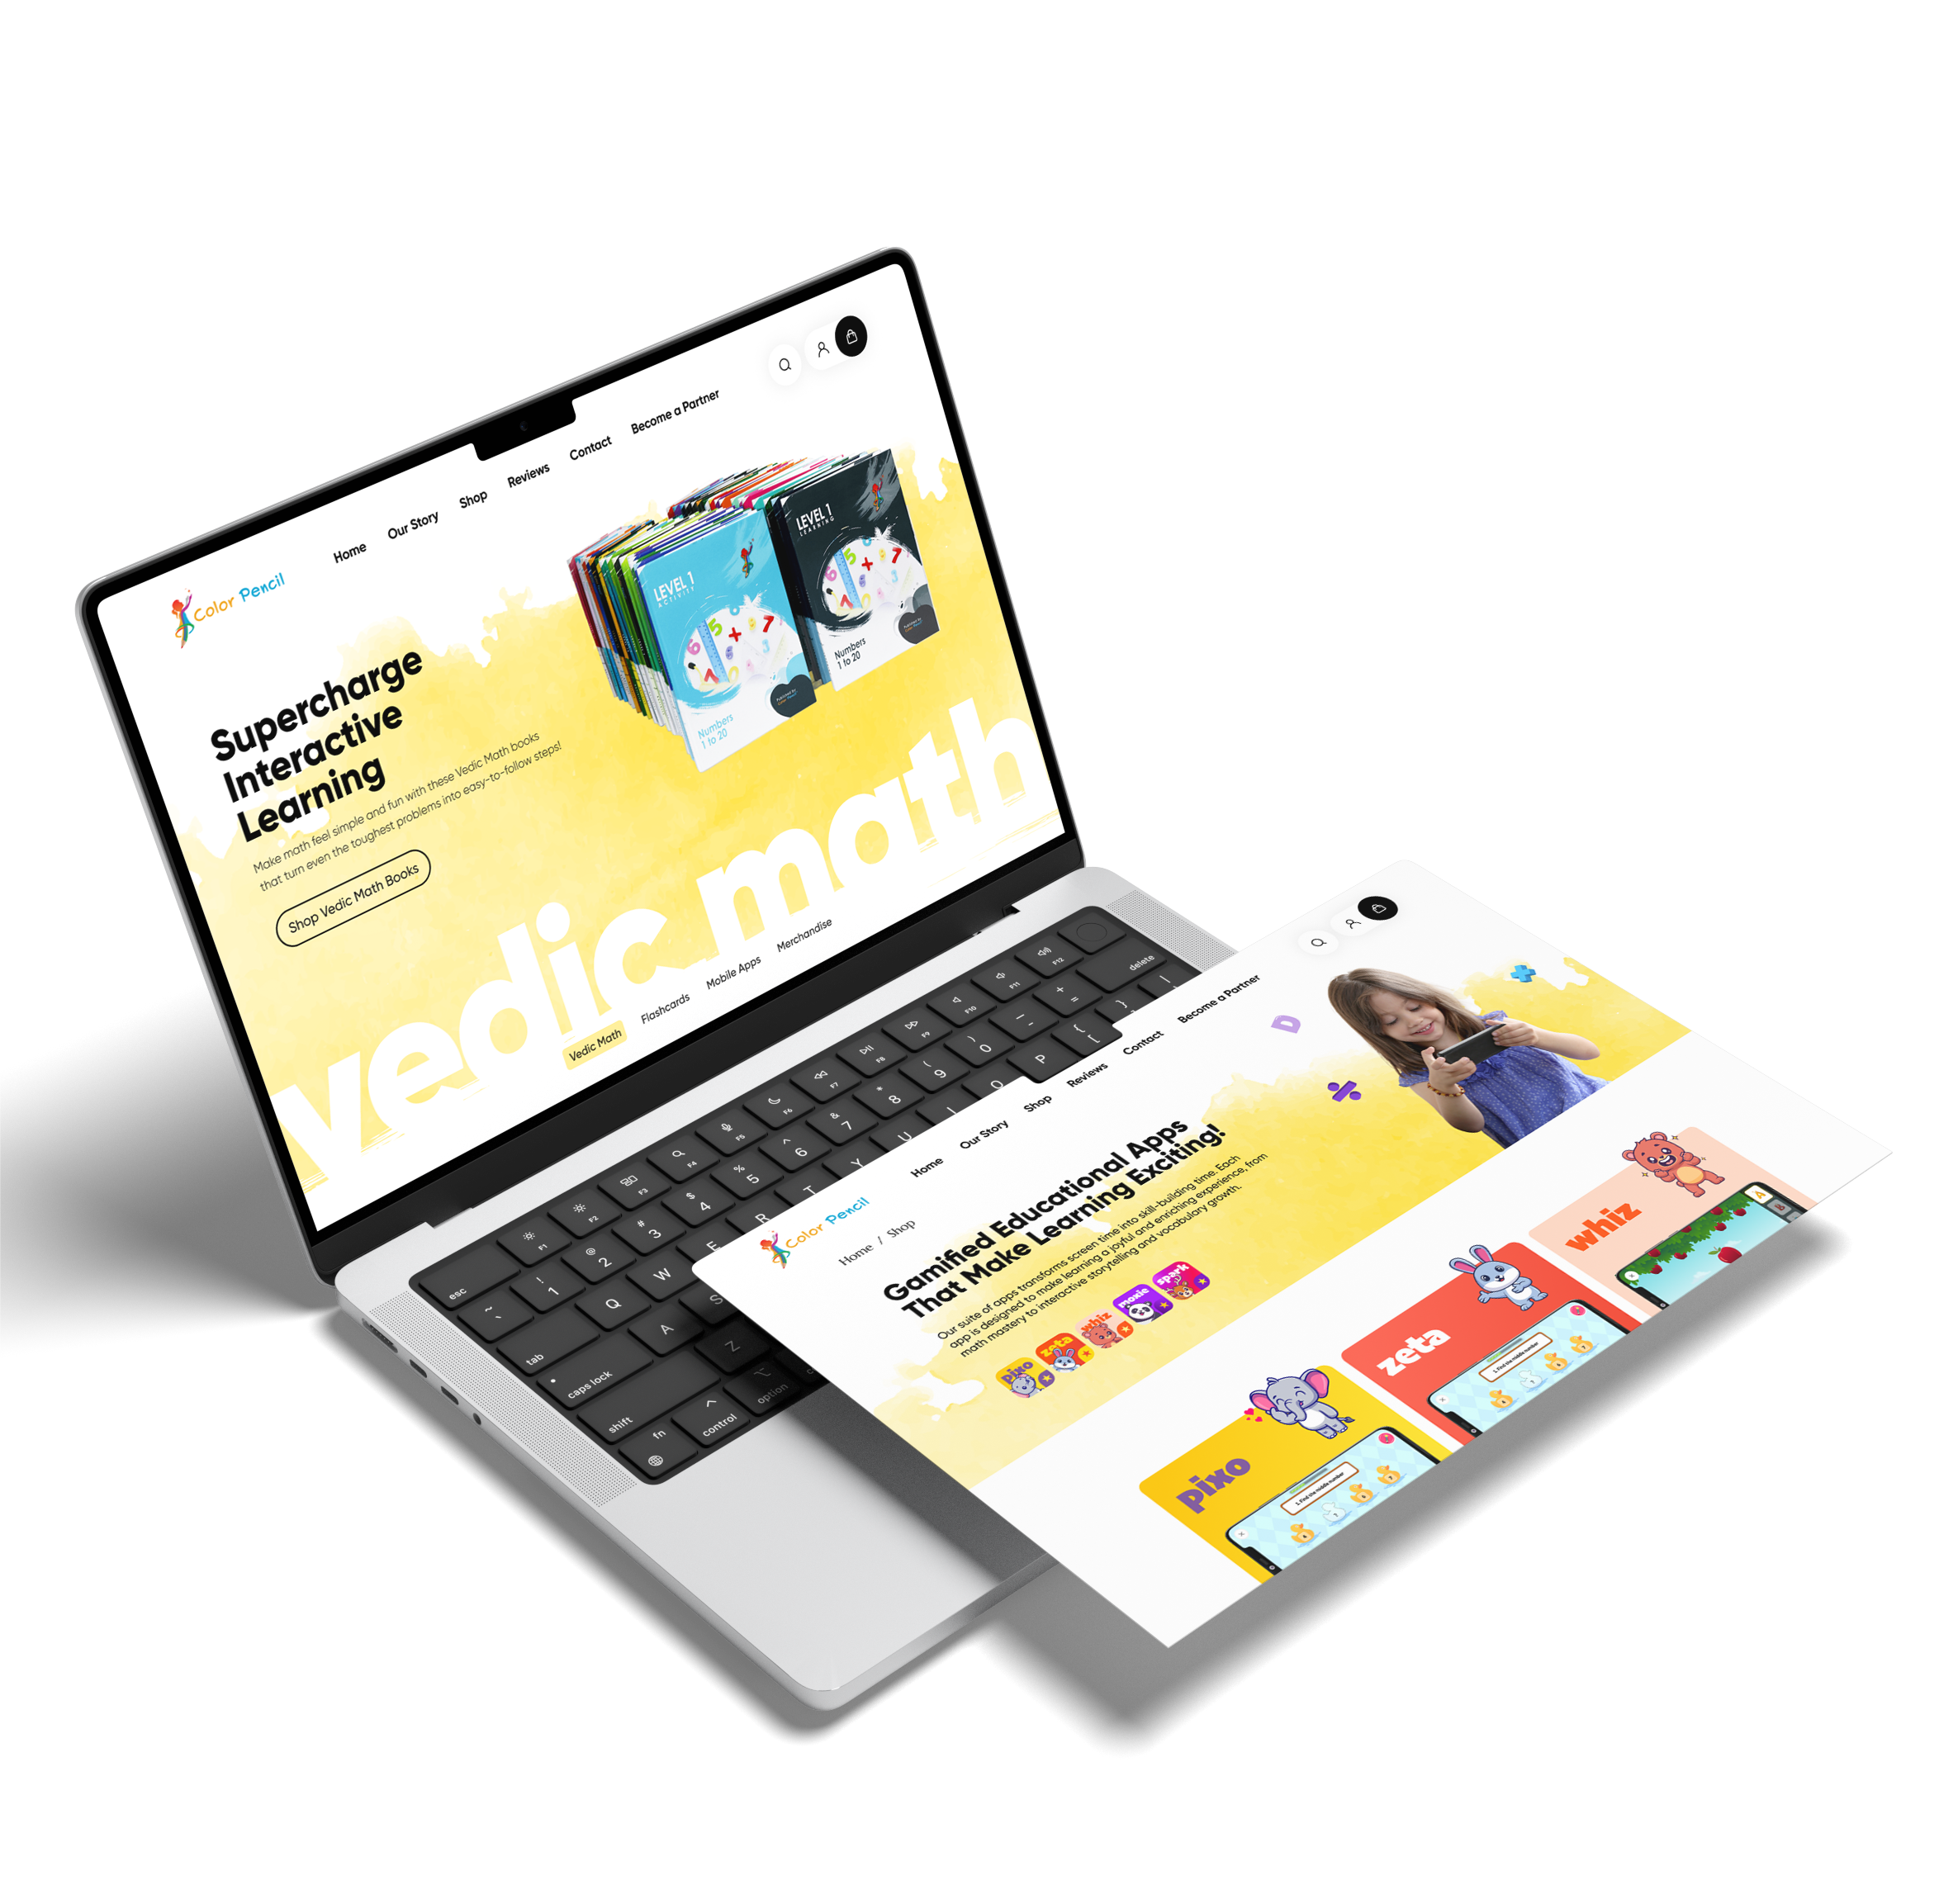 Home
Our Story
Shop
Reviews
Contact
Become a Partner
Color Pencil
Supercharge
Interactive
Learning
Make math feel simple and fun with these Vedic Math books
that turn even the toughest problems into easy-to-follow steps!
Shop Vedic Math Books
LEVEL 1
ACTIVITY
Numbers
1 to 20
LEVEL 1
LEARNING
Numbers
1 to 20
vedic math
Vedic Math
Flashcards
Mobile Apps
Merchandise
esc
F1
F2
F3
F4
F5
F6
F7
F8
F9
F10
F11
F12
~
`
! 1
@ 2
# 3
$ 4
% 5
^ 6
& 7
* 8
( 9
) 0
— -
+ =
delete
tab
Q
W
E
R
T
Y
U
I
O
P
{ [
}
|
caps lock
A
S
shift
Z
fn
control
option
Color Pencil
Home
Our Story
Shop
Reviews
Contact
Become a Partner
Home / Shop
Gamified Educational Apps
That Make Learning Exciting!
Our suite of apps transforms screen time into skill-building time. Each
app is designed to make learning a joyful and enriching experience, from
math mastery to interactive storytelling and vocabulary growth.
pixo
zeta
whiz
moxie
spark
D
pixo
1. Find the middle number
zeta
1. Find the middle number
whiz
A
B